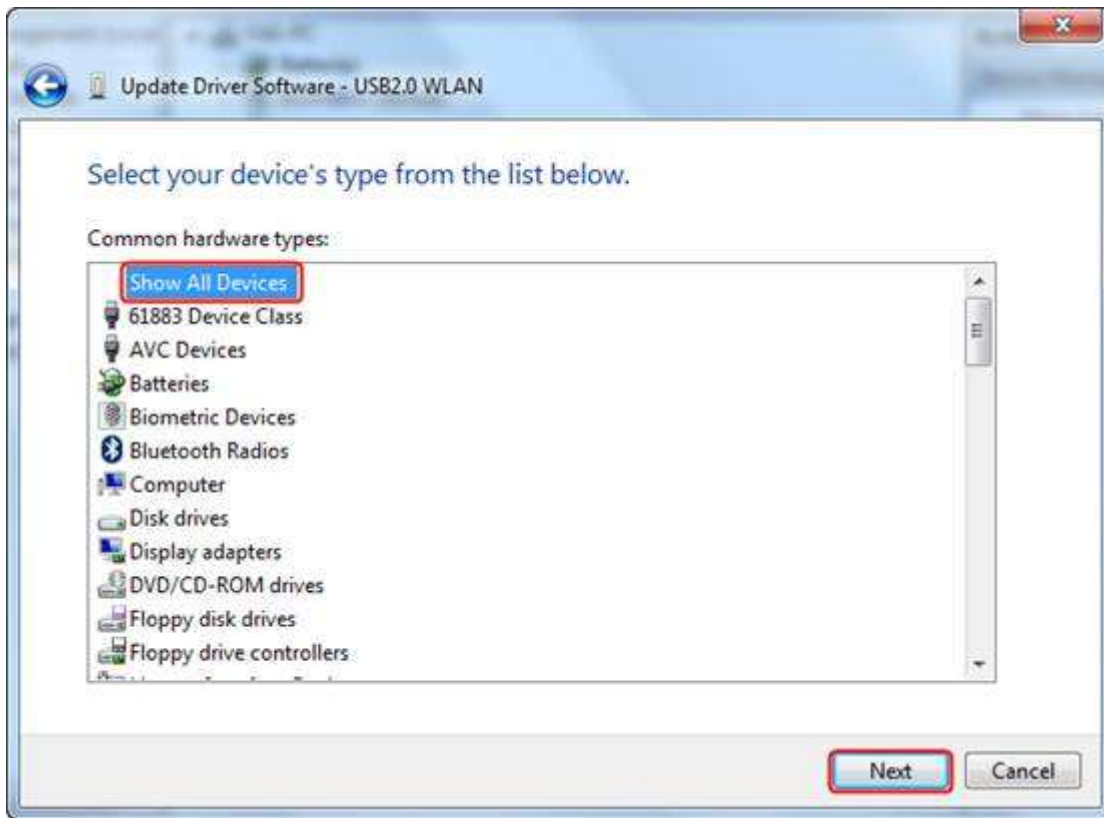 Update Driver Software - USB2.0 WLAN
Select your device's type from the list below.
Common hardware types:
Show All Devices
61883 Device Class
AVC Devices
Batteries
Biometric Devices
Bluetooth Radios
Computer
Disk drives
Display adapters
DVD/CD-ROM drives
Floppy disk drives
Floppy drive controllers
Next
Cancel